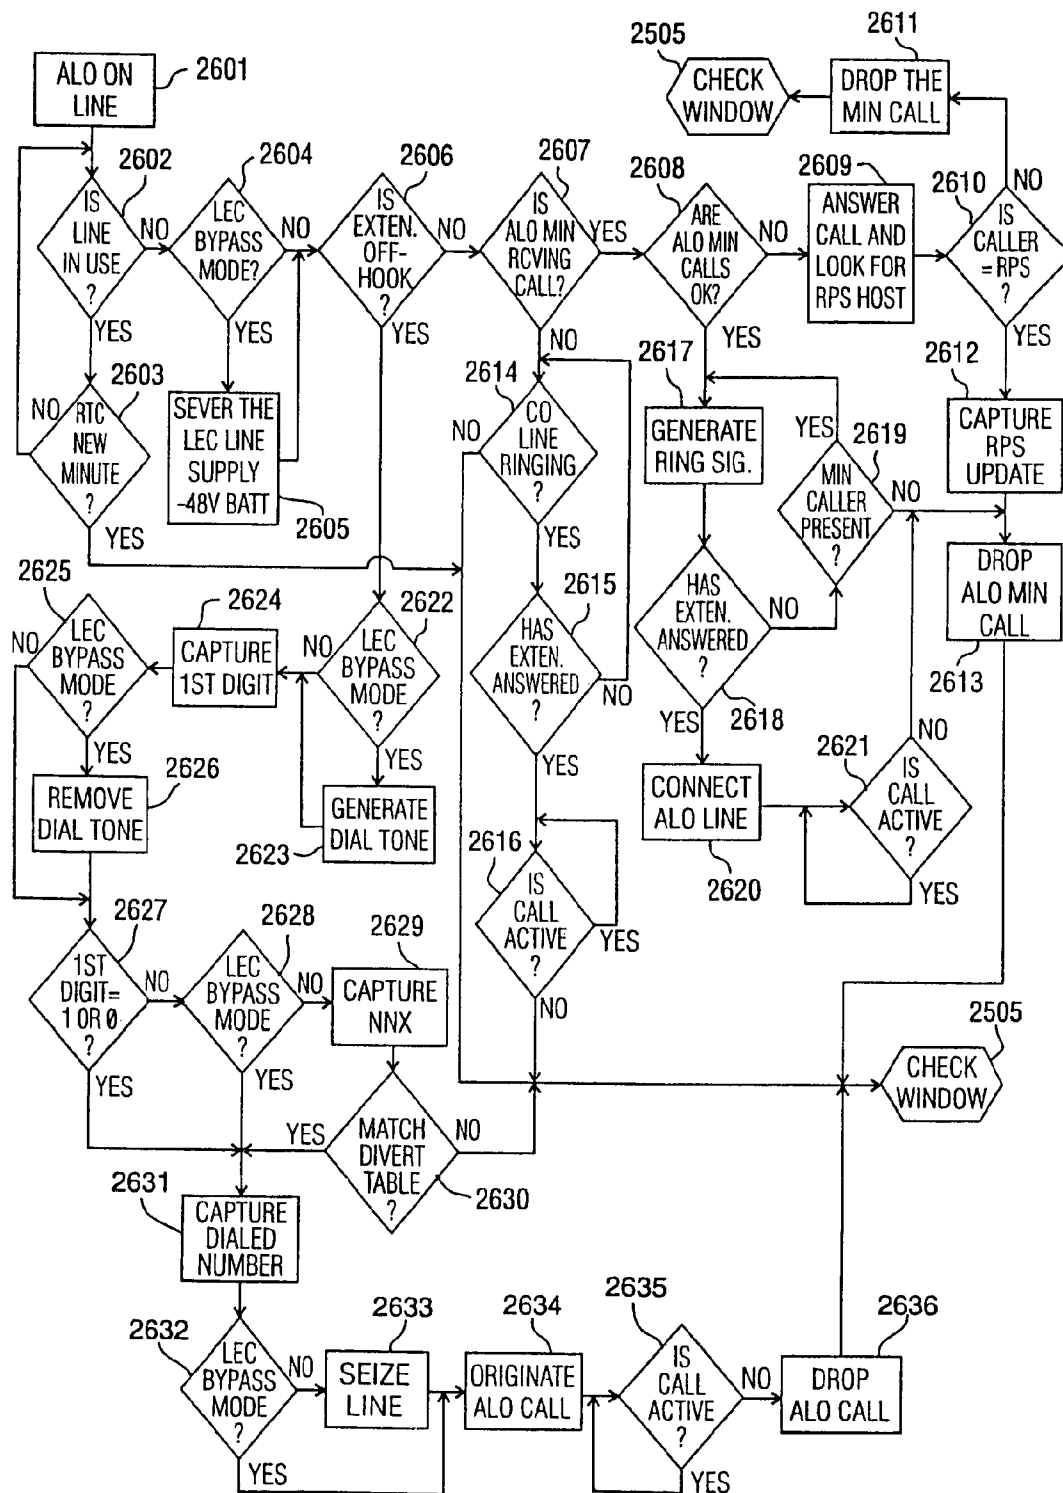 ALO ON
LINE
2601
2505
CHECK
WINDOW
2611
DROP THE
MIN CALL
2602
IS
LINE
IN USE
?
NO
YES
2604
LEC
BYPASS
MODE?
NO
YES
2606
IS
EXTEN.
OFF-
HOOK
?
NO
YES
2607
IS
ALO MIN
RCVING
CALL?
YES
NO
2608
ARE
ALO MIN
CALLS
OK?
NO
YES
2609
ANSWER
CALL AND
LOOK FOR
RPS HOST
2610
IS
CALLER
=RPS
?
NO
YES
2603
RTC
NEW
MINUTE
?
NO
YES
SEVER THE
LEC LINE
SUPPLY
-48V BATT
2605
2614
CO
LINE
RINGING?
NO
YES
2617
GENERATE
RING SIG.
2619
MIN
CALLER
PRESENT
?
YES
NO
2612
CAPTURE
RPS
UPDATE
DROP
ALO MIN
CALL
2613
2625
LEC
BYPASS
MODE
?
NO
YES
2624
CAPTURE
1ST DIGIT
2622
LEC
BYPASS
MODE
?
NO
YES
2615
HAS
EXTEN.
ANSWERED
?
NO
YES
HAS
EXTEN.
ANSWERED
?
NO
YES
2618
2626
REMOVE
DIAL TONE
GENERATE
DIAL TONE
2623
2616
IS
CALL
ACTIVE
?
YES
NO
CONNECT
ALO LINE
2620
2621
IS
CALL
ACTIVE
?
NO
YES
2627
1ST
DIGIT=
1 OR 0
?
NO
YES
2628
LEC
BYPASS
MODE
?
NO
YES
2629
CAPTURE
NNX
2505
CHECK
WINDOW
MATCH
DIVERT
TABLE
?
YES
NO
2630
2631
CAPTURE
DIALED
NUMBER
2632
LEC
BYPASS
MODE
?
NO
YES
2633
SEIZE
LINE
2634
ORIGINATE
ALO CALL
2635
IS
CALL
ACTIVE
?
NO
YES
2636
DROP
ALO CALL